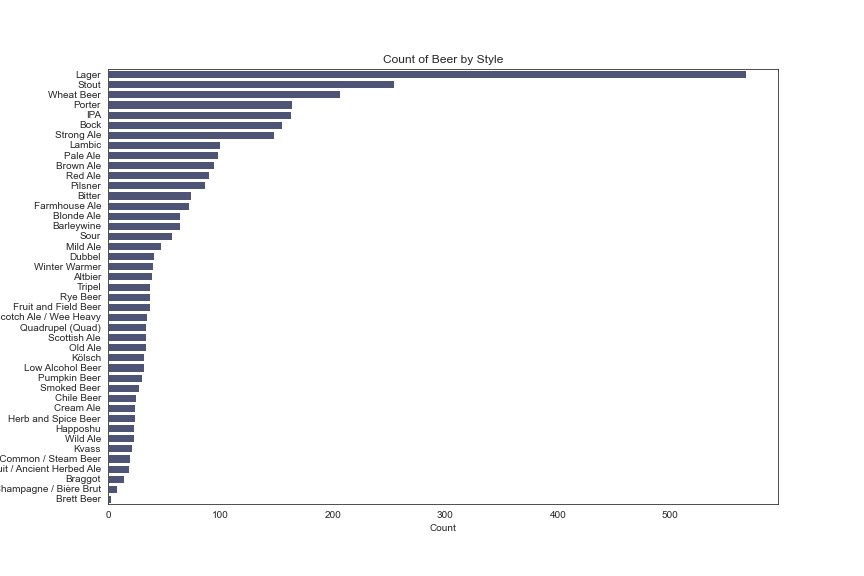 Count of Beer by Style
Lager
Stout
Wheat Beer
Porter
IPA
Bock
Strong Ale
Lambic
Pale Ale
Brown Ale
Red Ale
Pilsner
Bitter
Farmhouse Ale
Blonde Ale
Barleywine
Sour
Mild Ale
Dubbel
Winter Warmer
Altbier
Tripel
Rye Beer
Fruit and Field Beer
cotch Ale / Wee Heavy
Quadrupel (Quad)
Scottish Ale
Old Ale
Kölsch
Low Alcohol Beer
Pumpkin Beer
Smoked Beer
Chile Beer
Cream Ale
Herb and Spice Beer
Happoshu
Wild Ale
Kvass
Common / Steam Beer
uit / Ancient Herbed Ale
Braggot
hampagne / Bière Brut
Brett Beer
0 100 200 300 400 500
Count